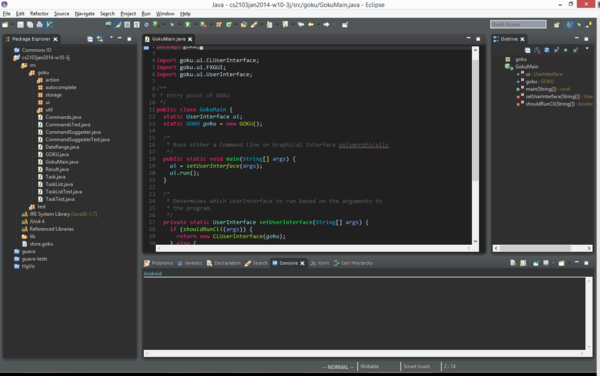 Java - cs2103jan2014-w10-3j/src/goku/GokuMain.java - Eclipse
File Edit Refactor Source Navigate Search Project Run Window Help
Quick Access
Java
Package Explorer
Commons IO
cs2103jan2014-w10-3j
src
goku
action
autocomplete
storage
ui
util
Commands.java
CommandsTest.java
CommandSuggester.java
CommandSuggesterTest.java
DateRange.java
GOKU.java
GokuMain.java
Result.java
Task.java
TaskList.java
TaskListTest.java
TaskTest.java
test
JRE System Library [JavaSE-1.7]
JUnit 4
Referenced Libraries
lib
store.goku
guava
guava-tests
HgVis
GokuMain.java
import goku.ui.CLUserInterface;
import goku.ui.FXGUI;
import goku.ui.UserInterface;
/**
* Entry point of GOKU
*/
public class GokuMain {
static UserInterface ui;
static GOKU goku = new GOKU();
/*
* Runs either a Command Line or Graphical Interface polymorphically
*/
public static void main(String[] args) {
ui = setUserInterface(args);
ui.run();
}
/*
* Determines which UserInterface to run based on the arguments to
* the program.
*/
private static UserInterface setUserInterface(String[] args) {
if (shouldRunCli(args)) {
return new CLUserInterface(goku);
} else {
Outline
goku
GokuMain
ui : UserInterface
goku : GOKU
main(String[]) : void
setUserInterface(String[])
shouldRunCli(String[])
Problems Javadoc Declaration Search Console JUnit Call Hierarchy
Android
-- NORMAL -- Writable Smart Insert 2 : 14